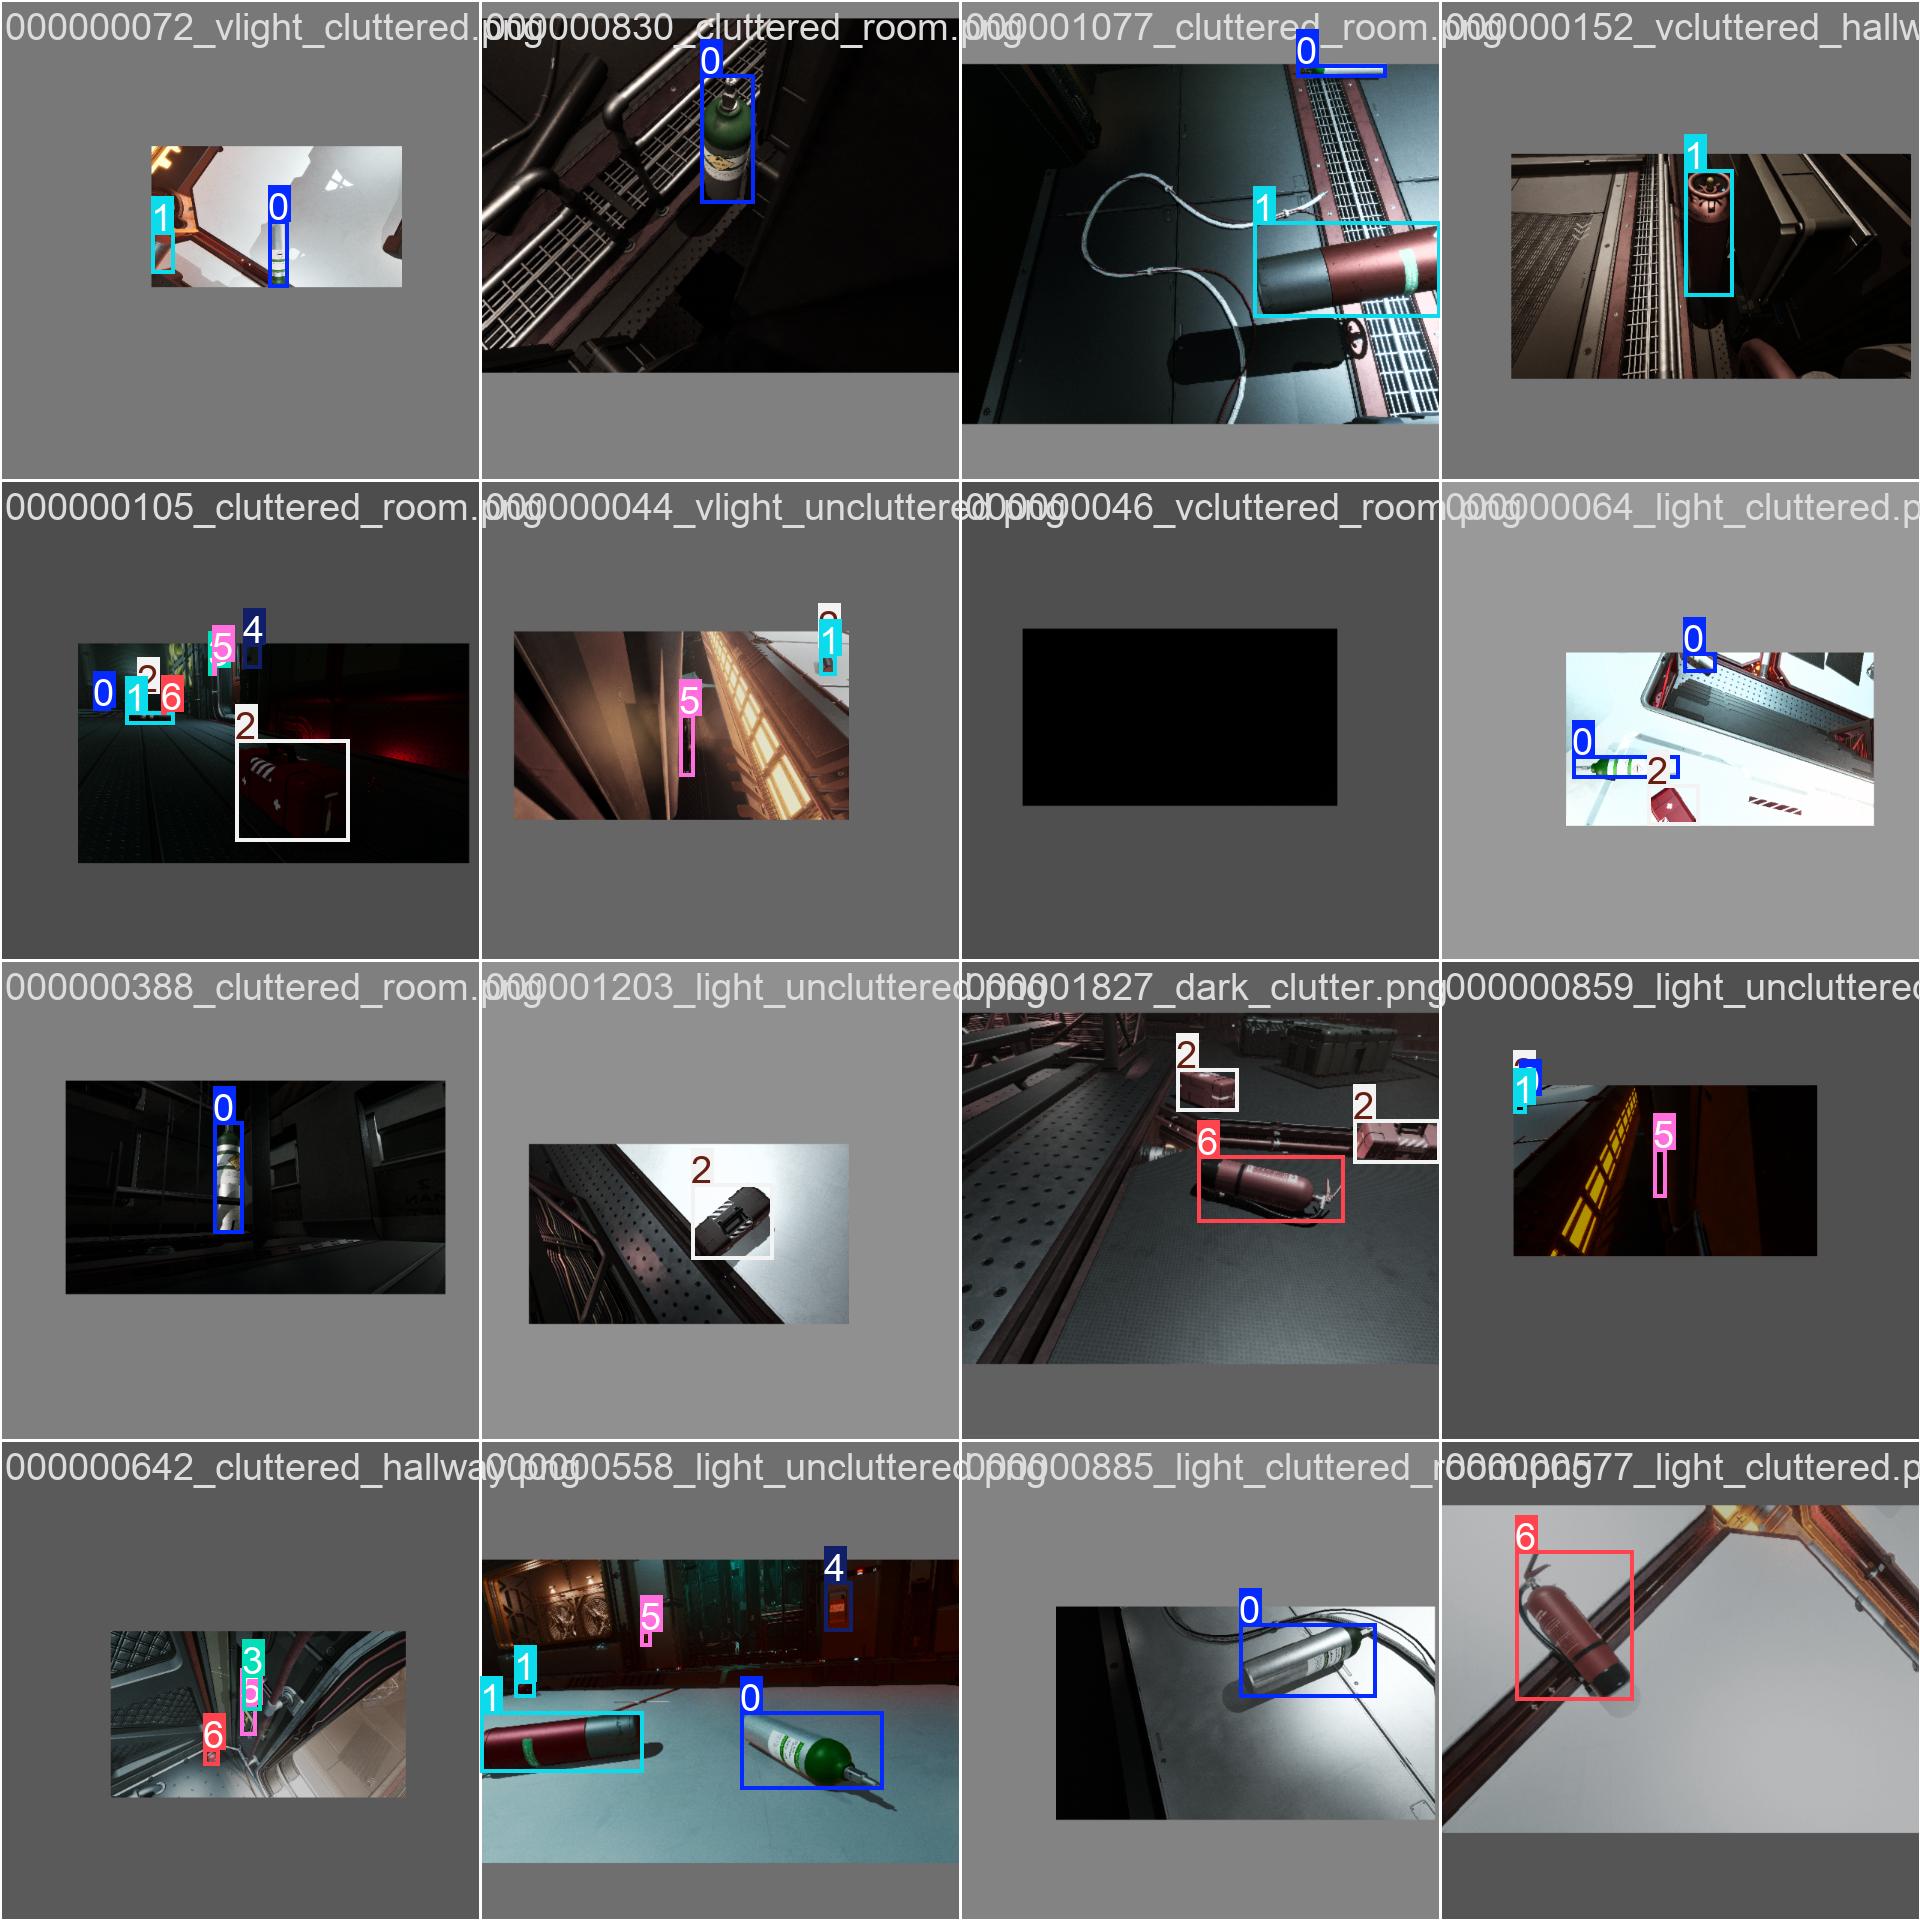 000000072_vlight_cluttered.png
000000830_cluttered_room.png
000001077_cluttered_room.png
000000152_vcluttered_hallw
0
1
0
0
1
1
000000105_cluttered_room.png
000000044_vlight_uncluttered.png
000000046_vcluttered_room.png
000000064_light_cluttered.p
0
2
1
6
5
4
2
5
1
0
0
2
000000388_cluttered_room.png
000001203_light_uncluttered.png
000001827_dark_clutter.png
000000859_light_uncluttered
0
2
2
2
6
1
5
000000642_cluttered_hallway.png
000000558_light_uncluttered.png
000000885_light_cluttered_room.png
000000577_light_cluttered.p
3
6
5
4
1
1
0
0
6